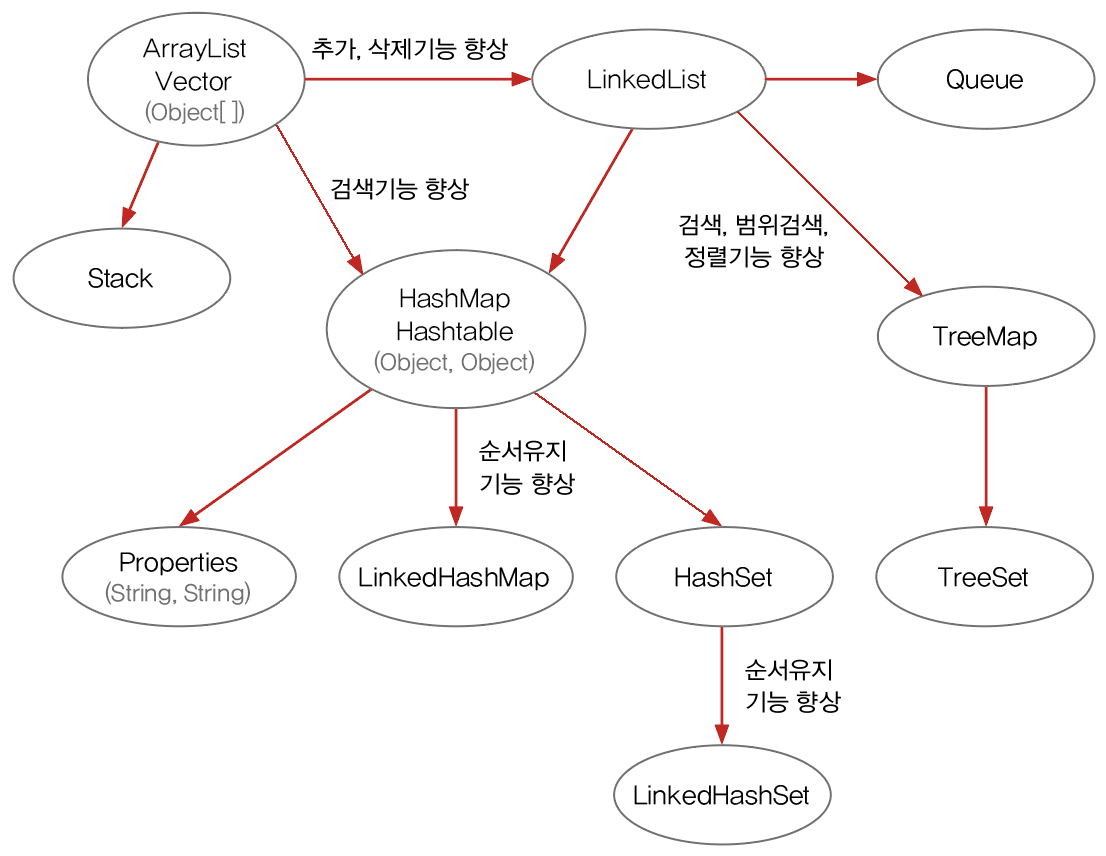 ArrayList
Vector
(Object[ ])
추가, 삭제기능 향상
LinkedList
Queue
검색기능 향상
검색, 범위검색,
정렬기능 향상
Stack
HashMap
Hashtable
(Object, Object)
TreeMap
순서유지
기능 향상
Properties
(String, String)
LinkedHashMap
HashSet
TreeSet
순서유지
기능 향상
LinkedHashSet